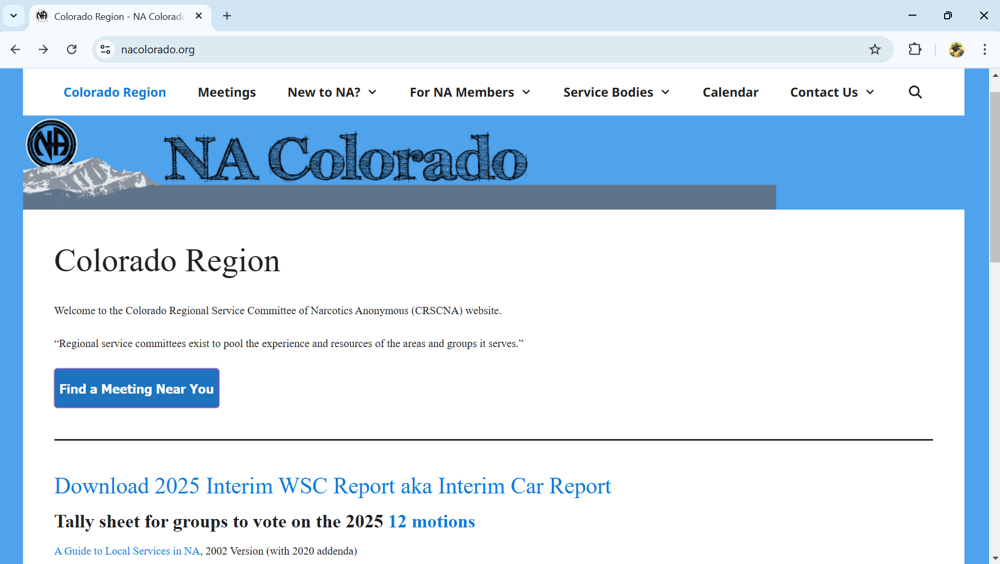 Colorado Region - NA Colorado
nacolorado.org
Colorado Region Meetings New to NA? For NA Members Service Bodies Calendar Contact Us
NA NA Colorado
Colorado Region
Welcome to the Colorado Regional Service Committee of Narcotics Anonymous (CRSCNA) website.
“Regional service committees exist to pool the experience and resources of the areas and groups it serves.”
Find a Meeting Near You
Download 2025 Interim WSC Report aka Interim Car Report
Tally sheet for groups to vote on the 2025 12 motions
A Guide to Local Services in NA, 2002 Version (with 2020 addenda)